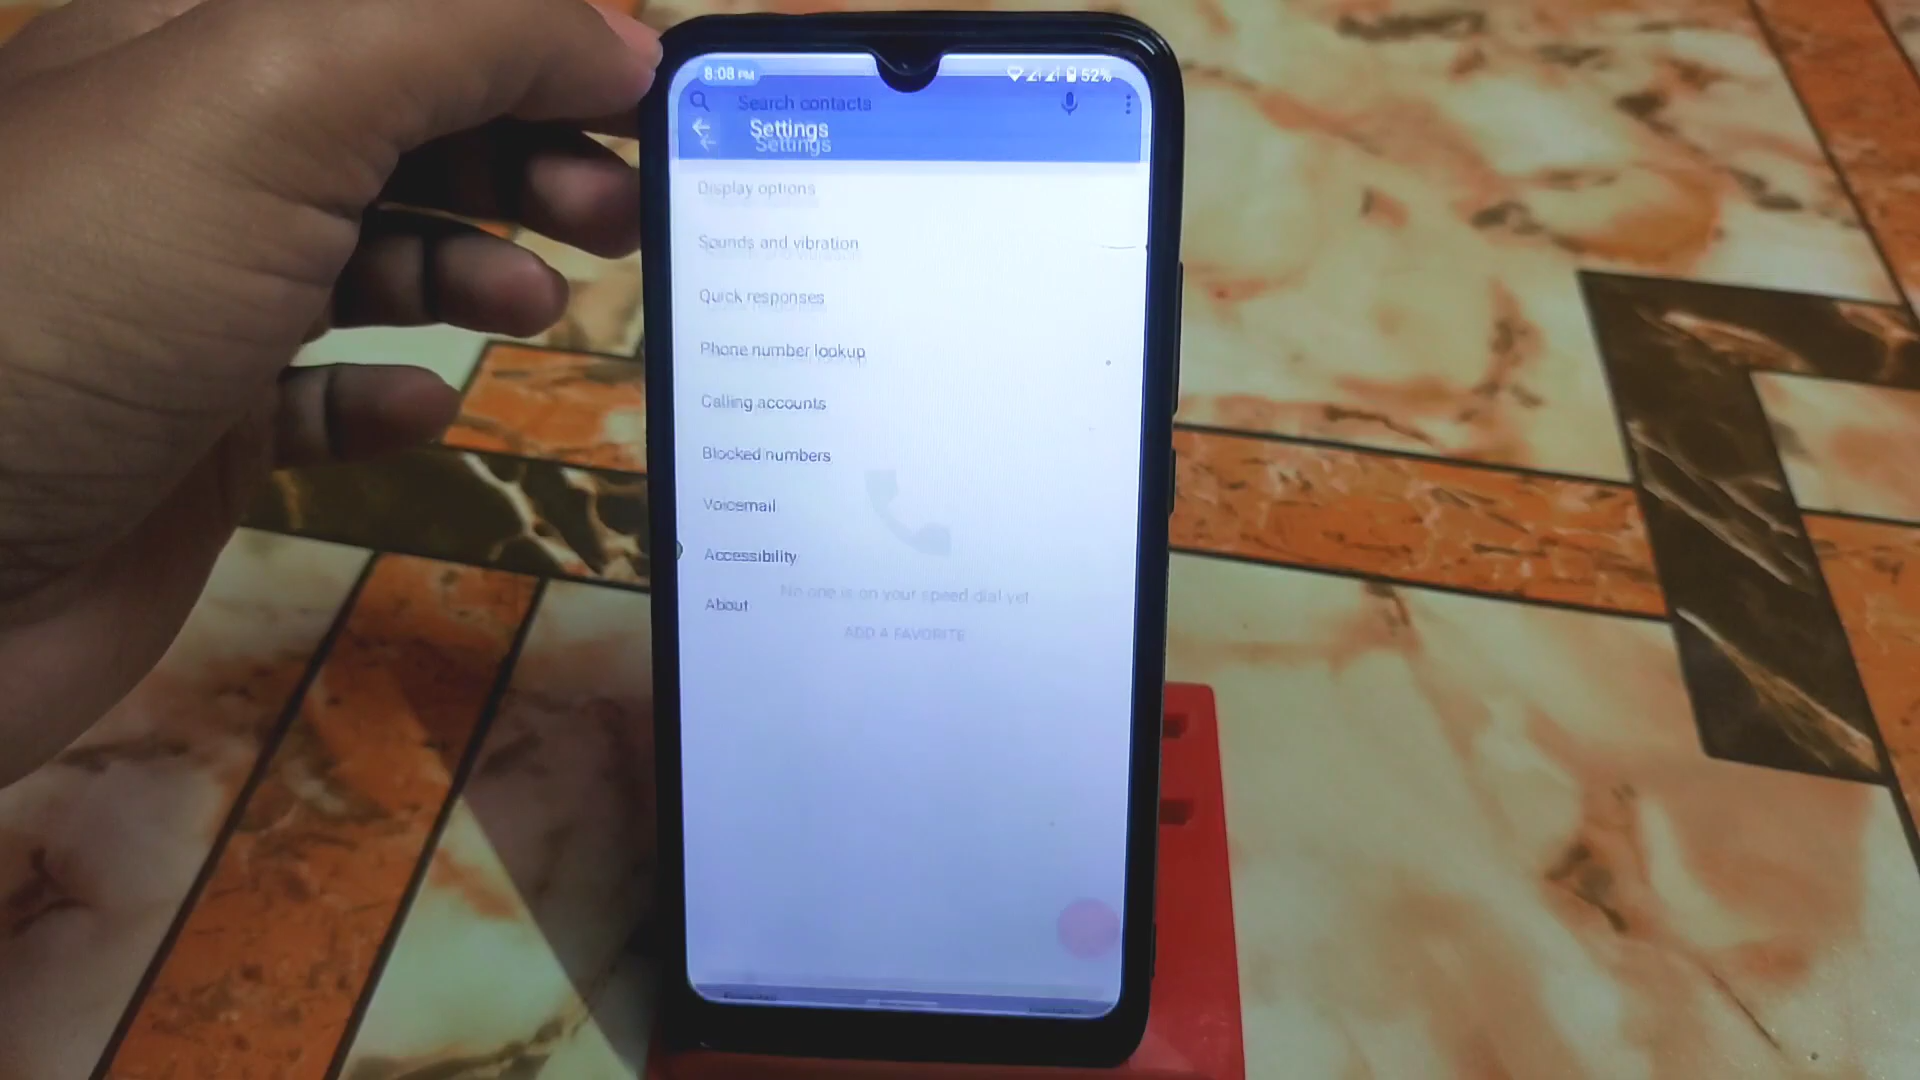 8:08 PM 52%
Search contacts
Settings
Settings
Display options
Sounds and vibration
Quick responses
Phone number lookup
Calling accounts
Blocked numbers
Voicemail
Accessibility
About
No one is on your speed dial yet
ADD A FAVORITE